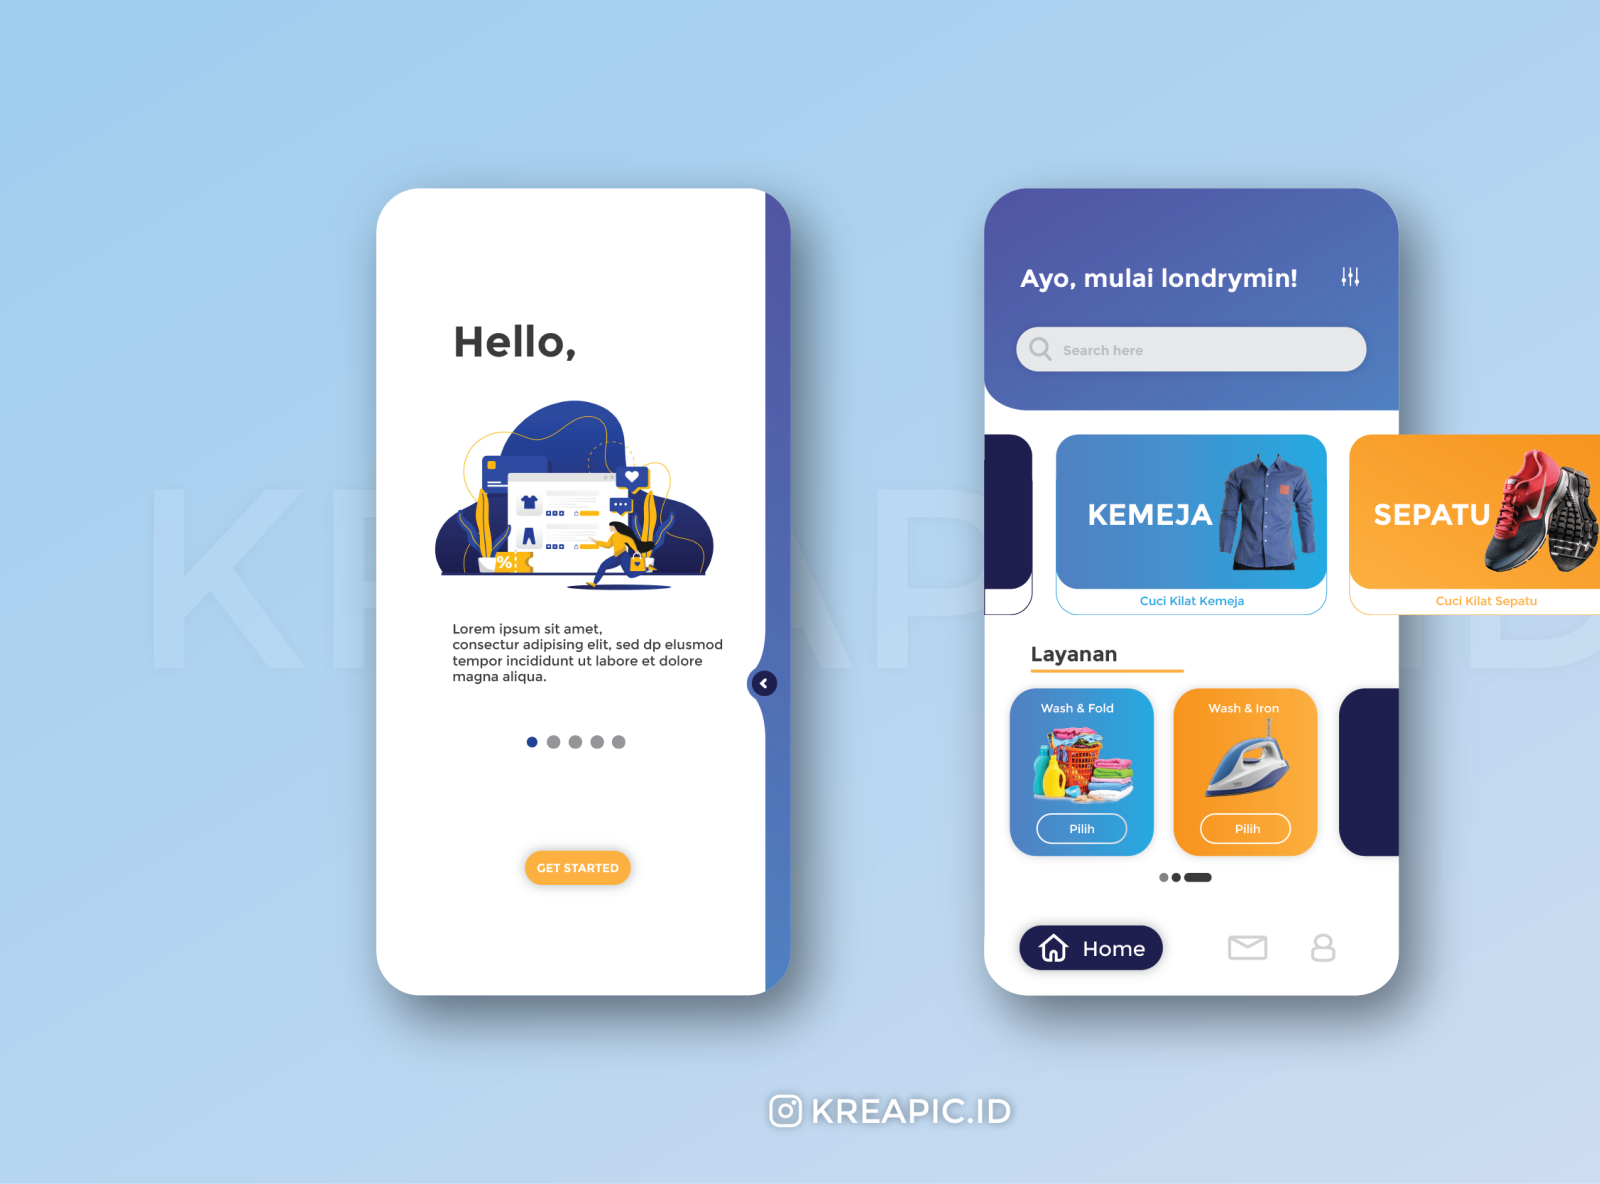 Hello,
%
Lorem ipsum sit amet,
consectur adipising elit, sed dp elusmod
tempor incididunt ut labore et dolore
magna aliqua.
GET STARTED
Ayo, mulai londrymin!
Search here
KEMEJA
SEPATU
Cuci Kilat Kemeja
Cuci Kilat Sepatu
Layanan
Wash & Fold
Wash & Iron
Pilih
Pilih
Home
KREAPIC.ID